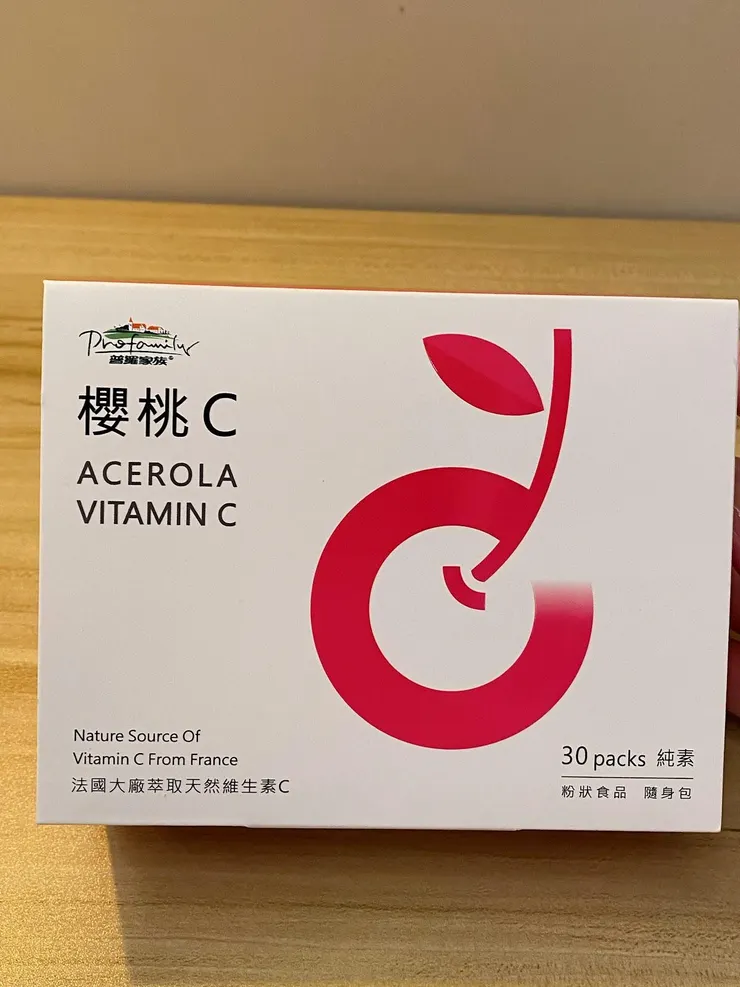 Profamily
普羅家族®
櫻桃C
ACEROLA
VITAMIN C
Nature Source Of
Vitamin C From France
法國大廠萃取天然維生素C
30 packs 純素
粉狀食品 隨身包